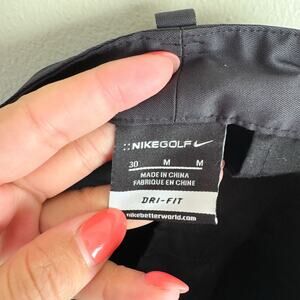 NIKEGOLF
30 M M
MADE IN CHINA
FABRIQUE EN CHINE
DRI-FIT
nikebetterworld.com